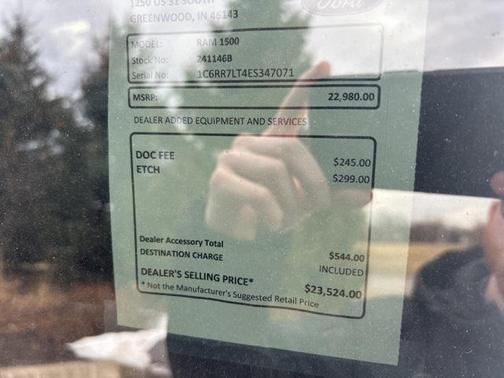 1250 US 31 SOUTH
GREENWOOD, IN 46143
Ford
MODEL: RAM 1500
Stock No: 241146B
Serial No: 1C6RR7LT4ES347071
MSRP: 22,980.00
DEALER ADDED EQUIPMENT AND SERVICES
DOC FEE $245.00
ETCH $299.00
Dealer Accessory Total $544.00
DESTINATION CHARGE INCLUDED
DEALER'S SELLING PRICE* $23,524.00
* Not the Manufacturer's Suggested Retail Price